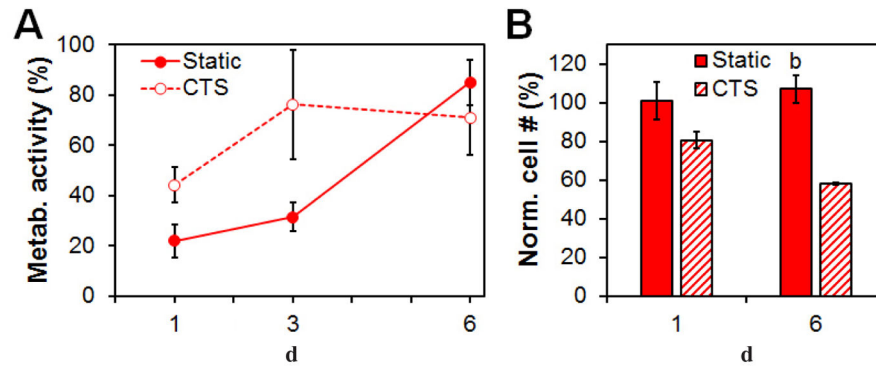 A
Metab. activity (%)
100
80
60
40
20
0
Static
CTS
1 3 6
d
B
Norm. cell # (%)
120
100
80
60
40
20
0
Static
CTS
b
1 6
d